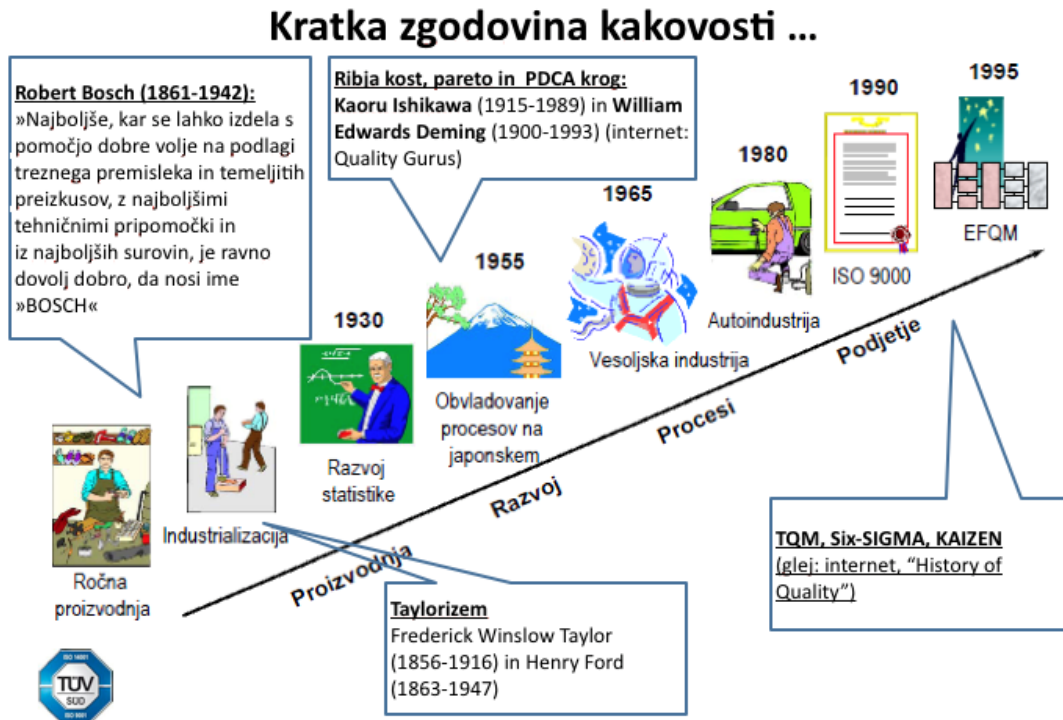 Kratka zgodovina kakovosti ...
Robert Bosch (1861-1942):
»Najboljše, kar se lahko izdela s
pomočjo dobre volje na podlagi
treznega premisleka in temeljitih
preizkusov, z najboljšimi
tehničnimi pripomočki in
iz najboljših surovin, je ravno
dovolj dobro, da nosi ime
»BOSCH«
Ribja kost, pareto in PDCA krog:
Kaoru Ishikawa (1915-1989) in William
Edwards Deming (1900-1993) (internet:
Quality Gurus)
Ročna
proizvodnja
Industrializacija
1930
Razvoj
statistike
1955
Obvladovanje
procesov na
japonskem
1965
Vesoljska industrija
1980
Autoindustrija
1990
ISO 9000
1995
EFQM
Proizvodnja
Razvoj
Procesi
Podjetje
Taylorizem
Frederick Winslow Taylor
(1856-1916) in Henry Ford
(1863-1947)
TQM, Six-SIGMA, KAIZEN
(glej: internet, “History of
Quality”)
ISO 14001
TÜV
SÜD
ISO 9001